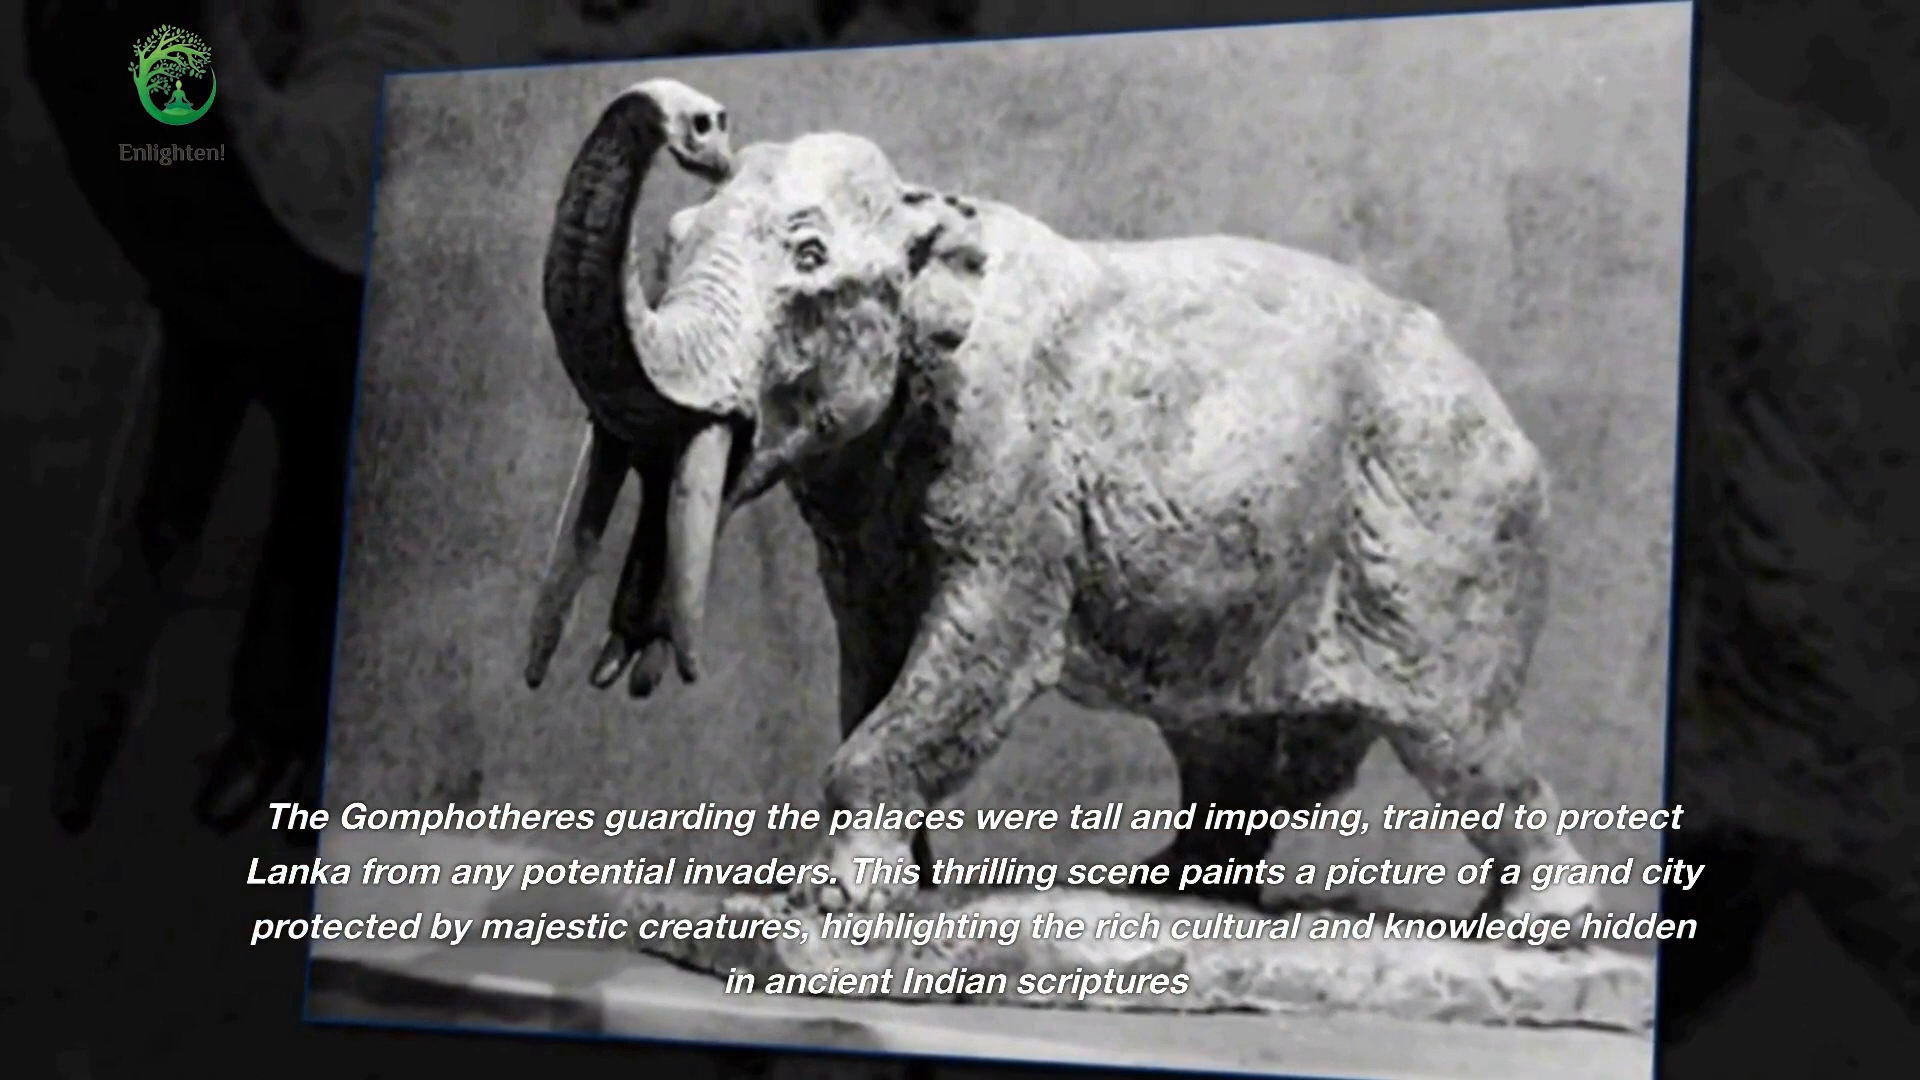 Enlighten!
The Gomphotheres guarding the palaces were tall and imposing, trained to protect
Lanka from any potential invaders. This thrilling scene paints a picture of a grand city
protected by majestic creatures, highlighting the rich cultural and knowledge hidden
in ancient Indian scriptures